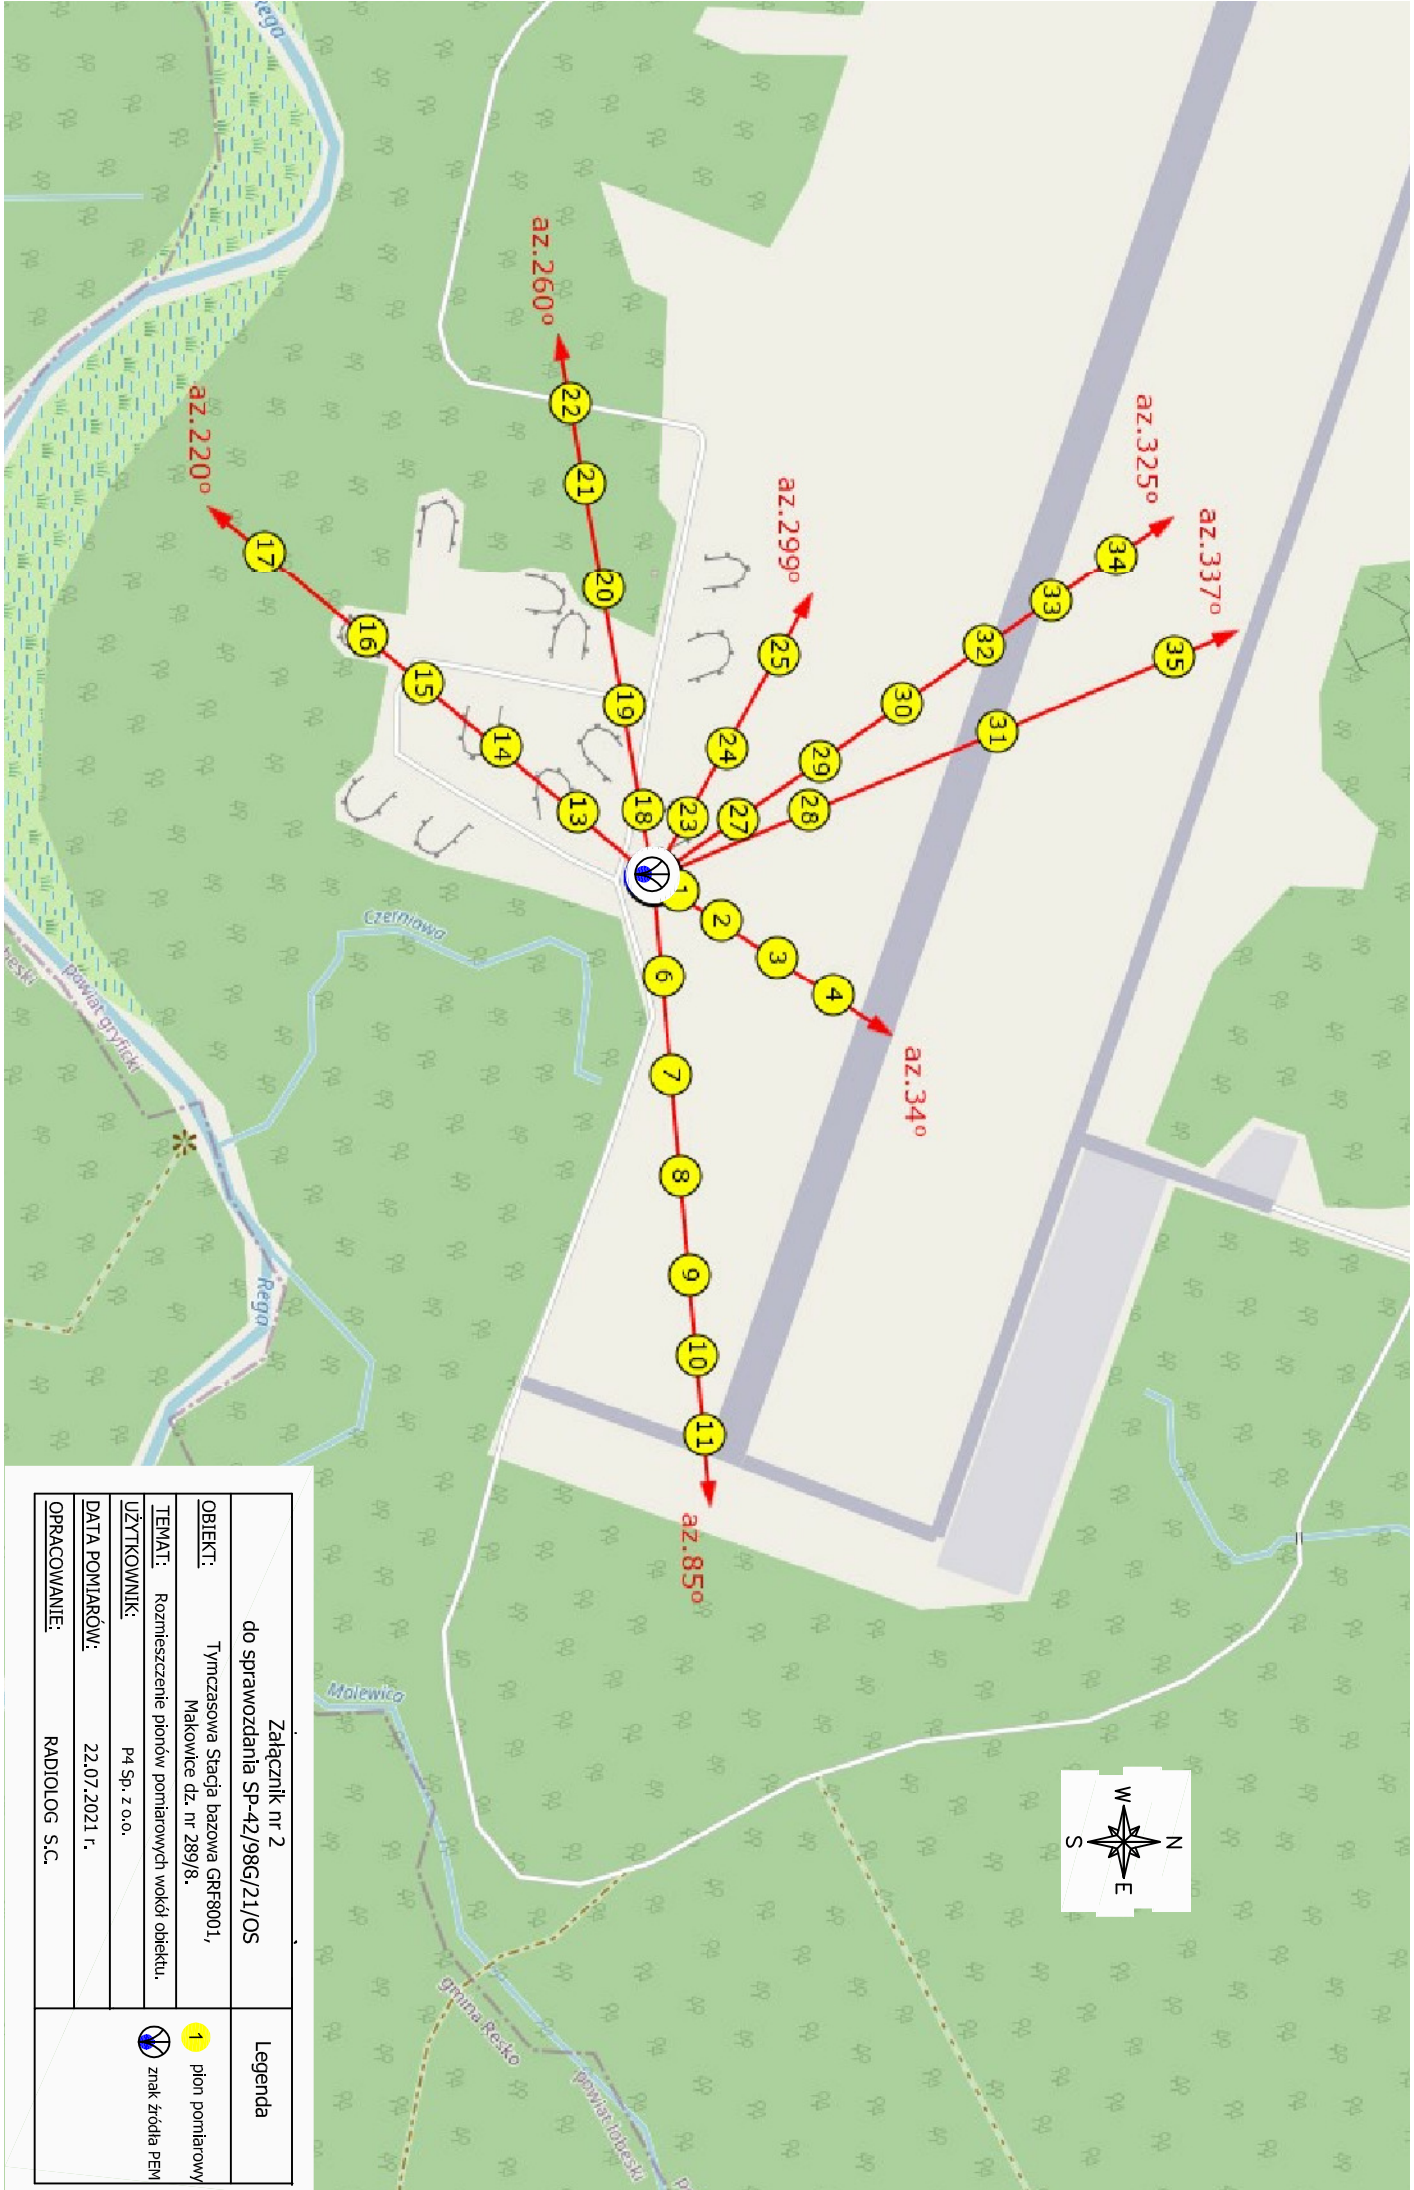 Rega
az.260°
az.220°
az.299°
az.325°
az.337°
22
21
20
19
18
17
16
15
14
13
25
24
23
34
33
32
30
29
27
35
31
28
1
2
3
4
az.34°
6
7
8
9
10
11
az.85°
Czerniawa
powiat gryficki
Rega
Malewica
gmina Resko
powiat łobeski
N
W
E
S
Załącznik nr 2
do sprawozdania SP-42/98G/21/OS
OBIEKT: Tymczasowa Stacja bazowa GRF8001,
Makowice dz. nr 289/8.
TEMAT: Rozmieszczenie pionów pomiarowych wokół obiektu.
UŻYTKOWNIK: P4 Sp. z o.o.
DATA POMIARÓW: 22.07.2021 r.
OPRACOWANIE: RADIOLOG S.C.
Legenda
1 pion pomiarowy
znak źródła PEM